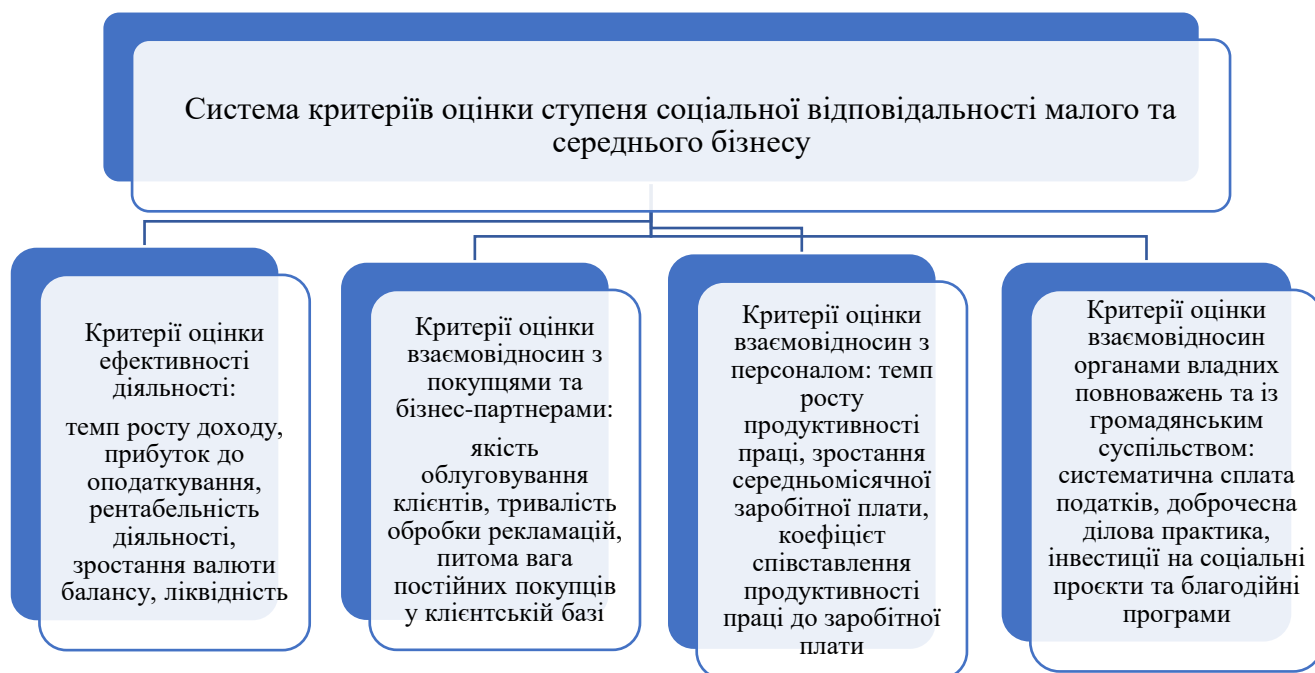 Система критеріїв оцінки ступеня соціальної відповідальності малого та
середнього бізнесу
Критерії оцінки
ефективності
діяльності:
темп росту доходу,
прибуток до
оподаткування,
рентабельність
діяльності,
зростання валюти
балансу, ліквідність
Критерії оцінки
взаємовідносин з
покупцями та
бізнес-партнерами:
якість
облуговування
клієнтів, тривалість
обробки рекламацій,
питома вага
постійних покупців
у клієнтській базі
Критерії оцінки
взаємовідносин з
персоналом: темп
росту
продуктивності
праці, зростання
середньомісячної
заробітної плати,
коефіцієт
співставлення
продуктивності
праці до заробітної
плати
Критерії оцінки
взаємовідносин
органами владних
повноважень та із
громадянським
суспільством:
систематична сплата
податків, доброчесна
ділова практика,
інвестиції на соціальні
проєкти та благодійні
програми